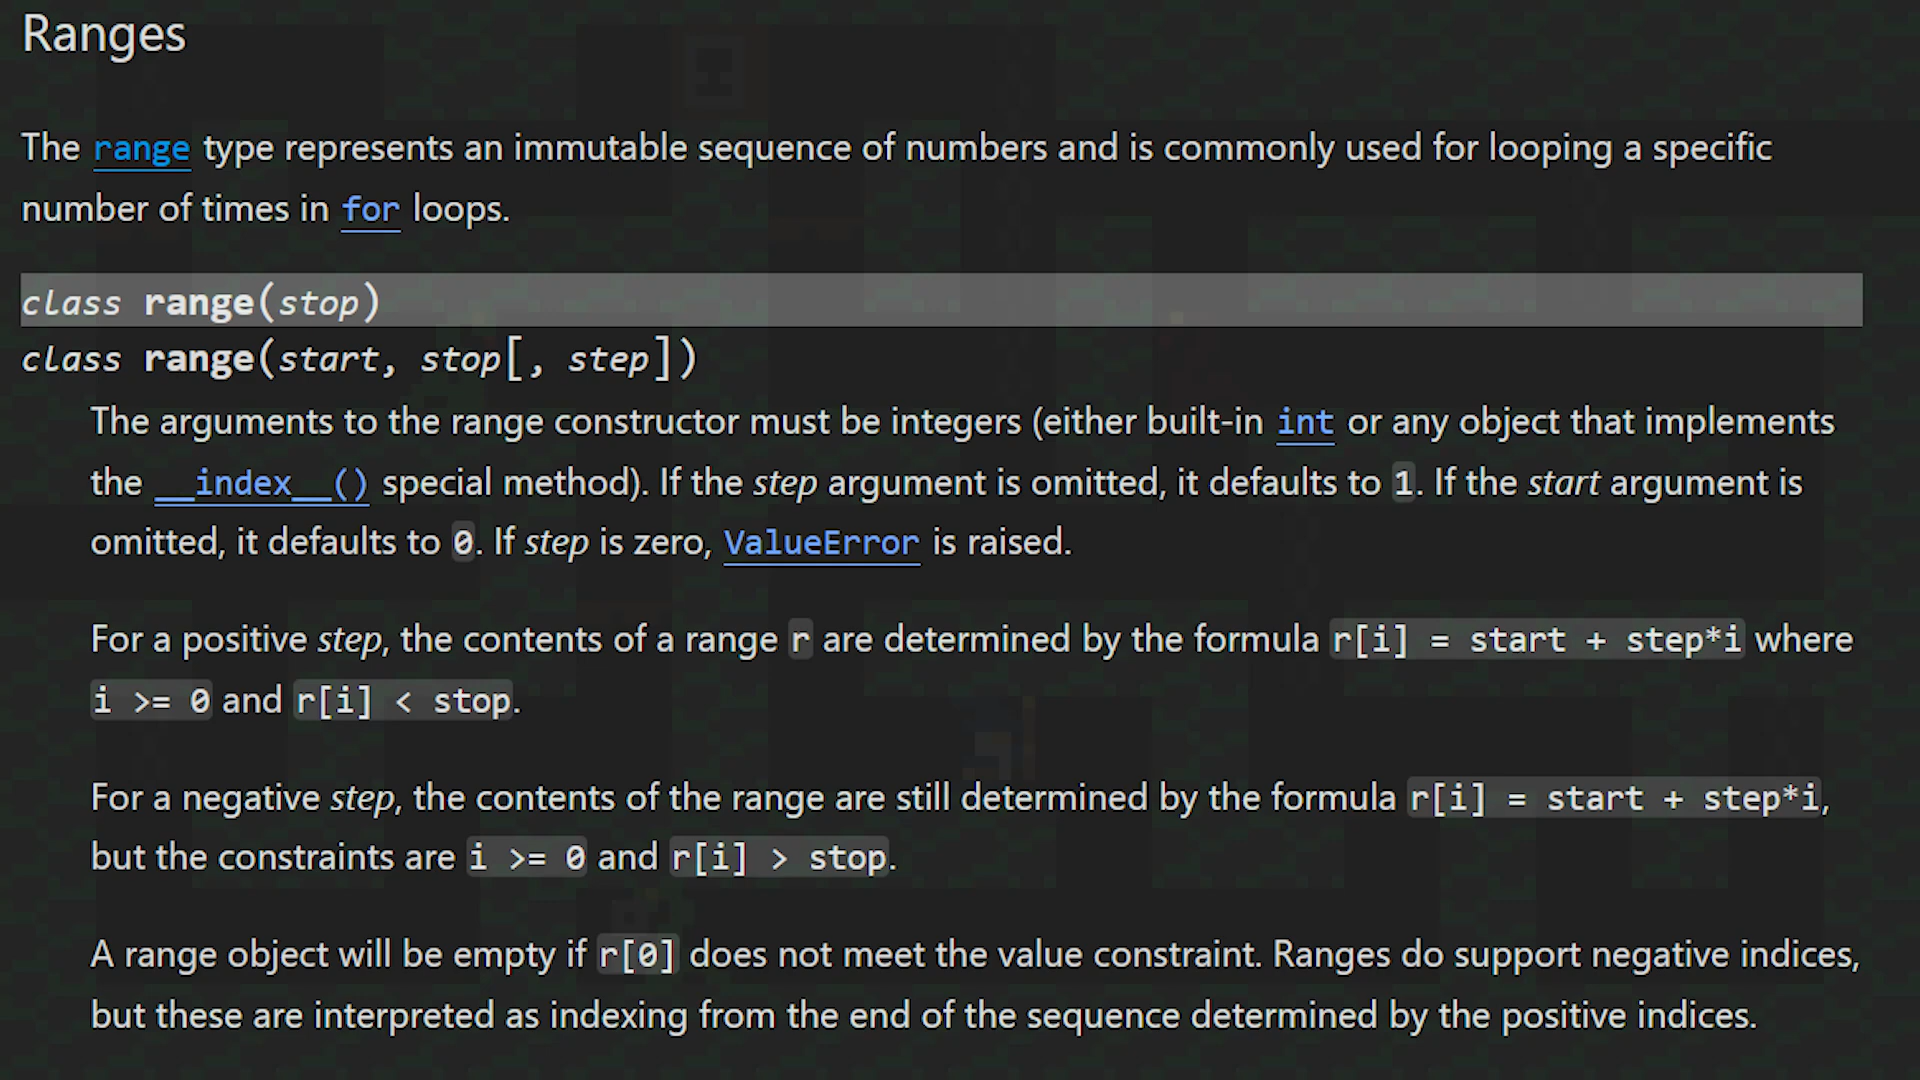 Ranges
The range type represents an immutable sequence of numbers and is commonly used for looping a specific
number of times in for loops.
class range(stop)
class range(start, stop[, step])
The arguments to the range constructor must be integers (either built-in int or any object that implements
the __index__() special method). If the step argument is omitted, it defaults to 1. If the start argument is
omitted, it defaults to 0. If step is zero, ValueError is raised.
For a positive step, the contents of a range r are determined by the formula r[i] = start + step*i where
i >= 0 and r[i] < stop.
For a negative step, the contents of the range are still determined by the formula r[i] = start + step*i,
but the constraints are i >= 0 and r[i] > stop.
A range object will be empty if r[0] does not meet the value constraint. Ranges do support negative indices,
but these are interpreted as indexing from the end of the sequence determined by the positive indices.